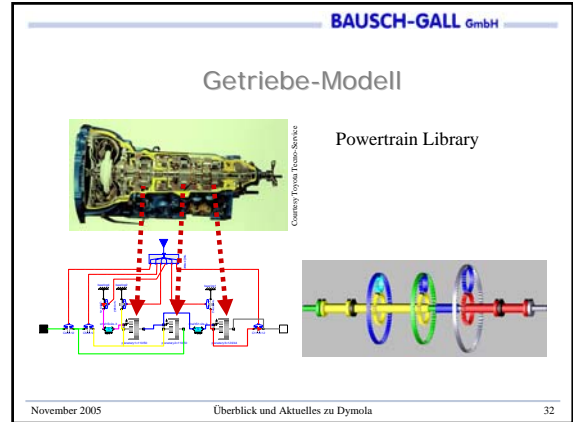 BAUSCH-GALL GmbH
Getriebe-Modell
Powertrain Library
Courtesy Toyota Tecno-Service
November 2005
Überblick und Aktuelles zu Dymola
32